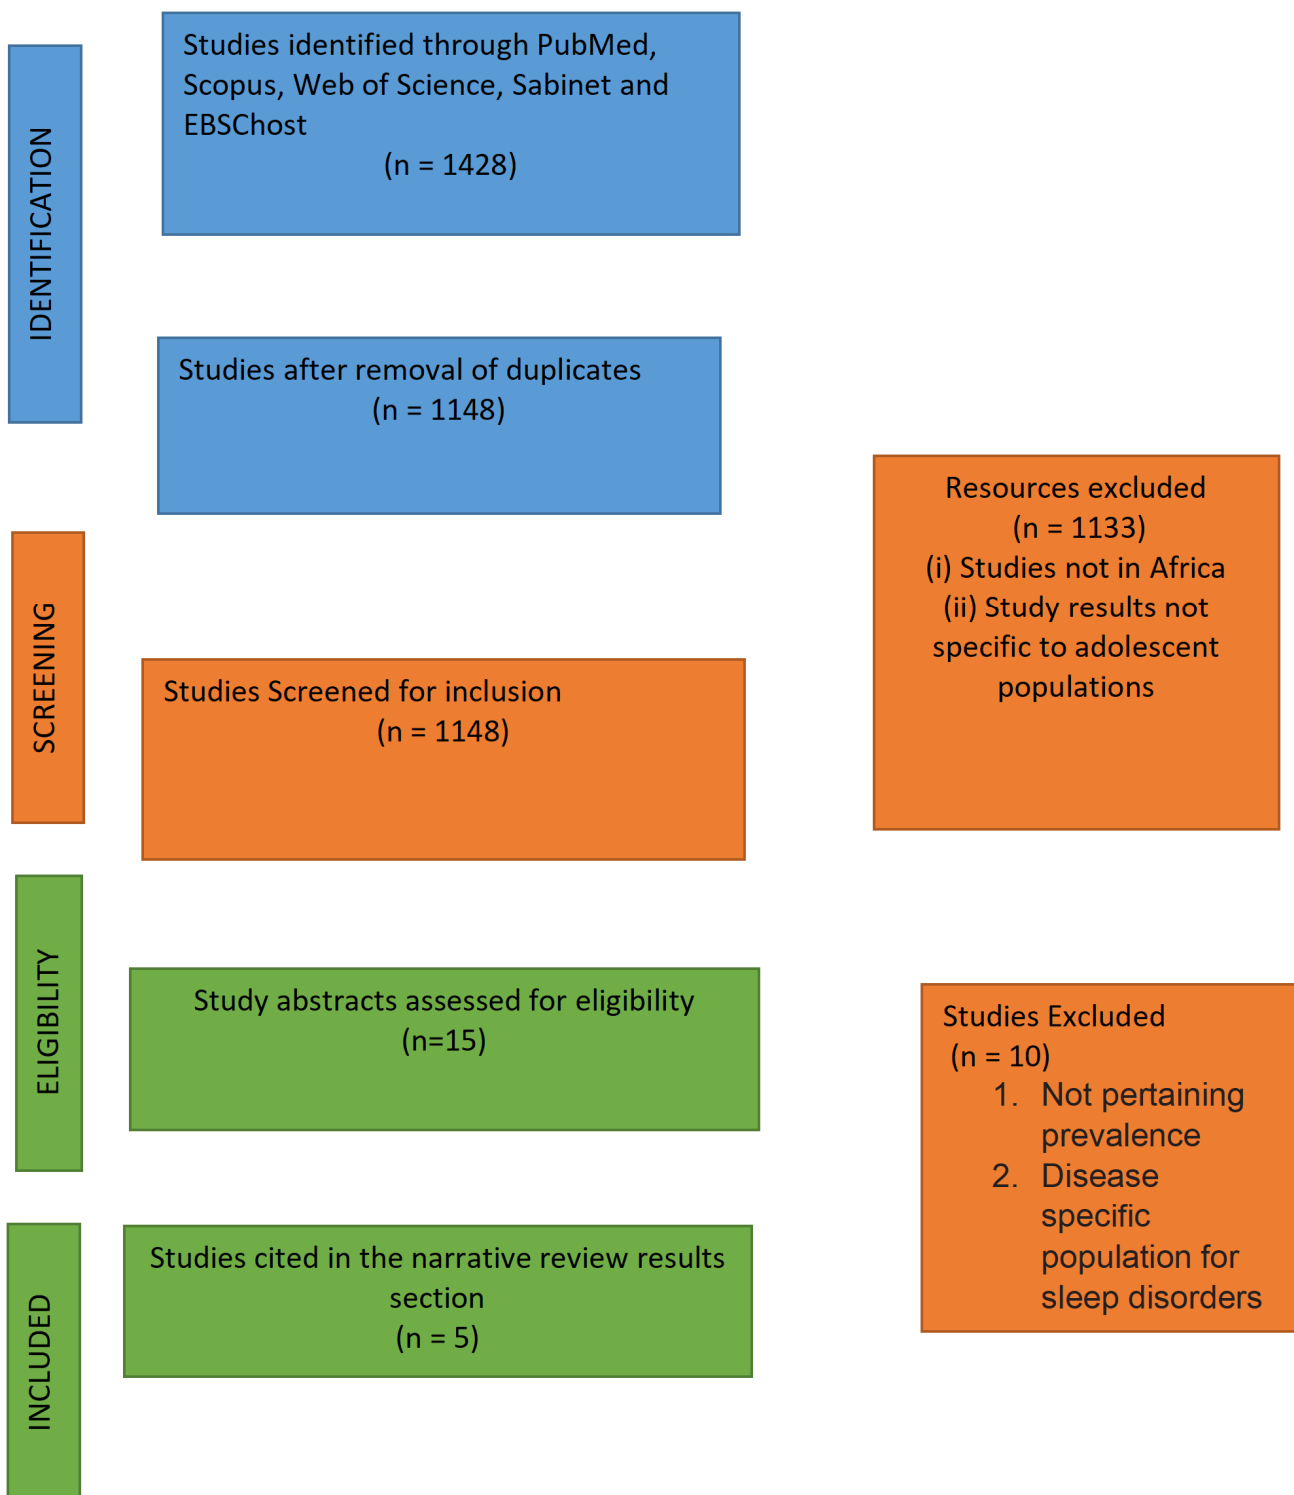 IDENTIFICATION
Studies identified through PubMed,
Scopus, Web of Science, Sabinet and
EBSChost
(n = 1428)
Studies after removal of duplicates
(n = 1148)
SCREENING
Studies Screened for inclusion
(n = 1148)
Resources excluded
(n = 1133)
(i) Studies not in Africa
(ii) Study results not
specific to adolescent
populations
ELIGIBILITY
Study abstracts assessed for eligibility
(n=15)
Studies Excluded
(n = 10)
1. Not pertaining
prevalence
2. Disease
specific
population for
sleep disorders
INCLUDED
Studies cited in the narrative review results
section
(n = 5)